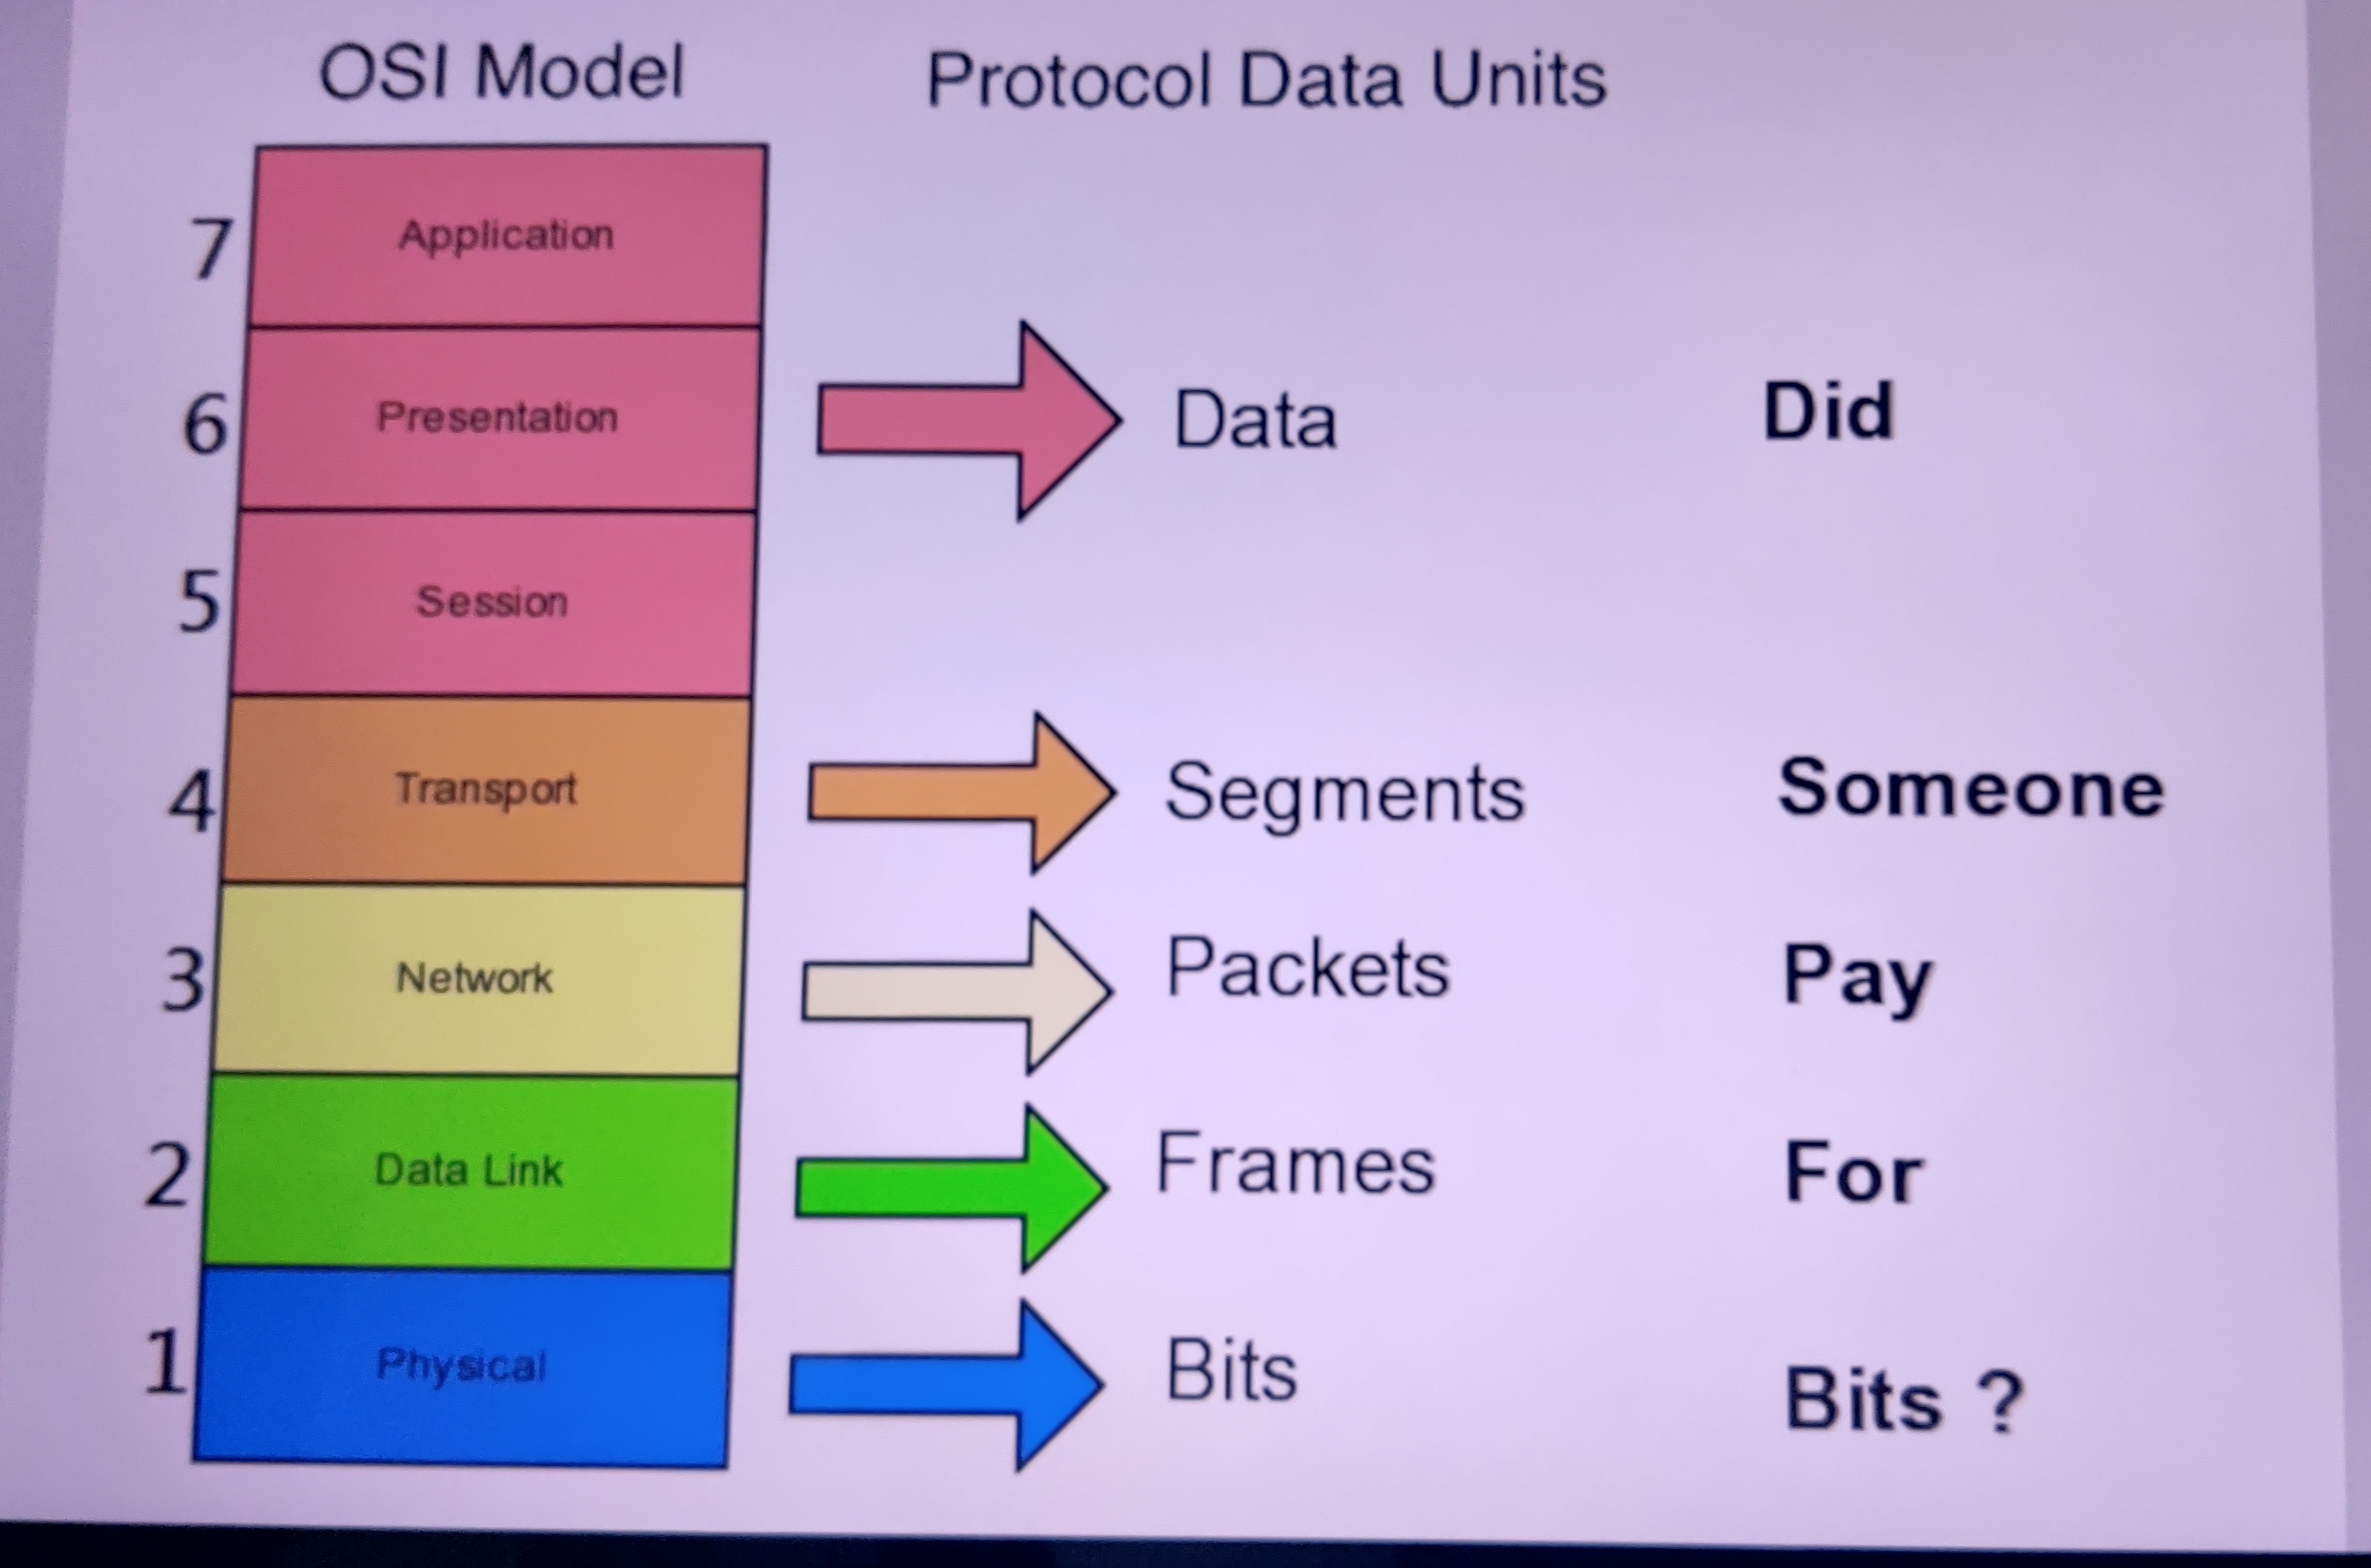 OSI Model Protocol Data Units
7 Application
6 Presentation Data Did
5 Session
4 Transport Segments Someone
3 Network Packets Pay
2 Data Link Frames For
1 Physical Bits Bits ?